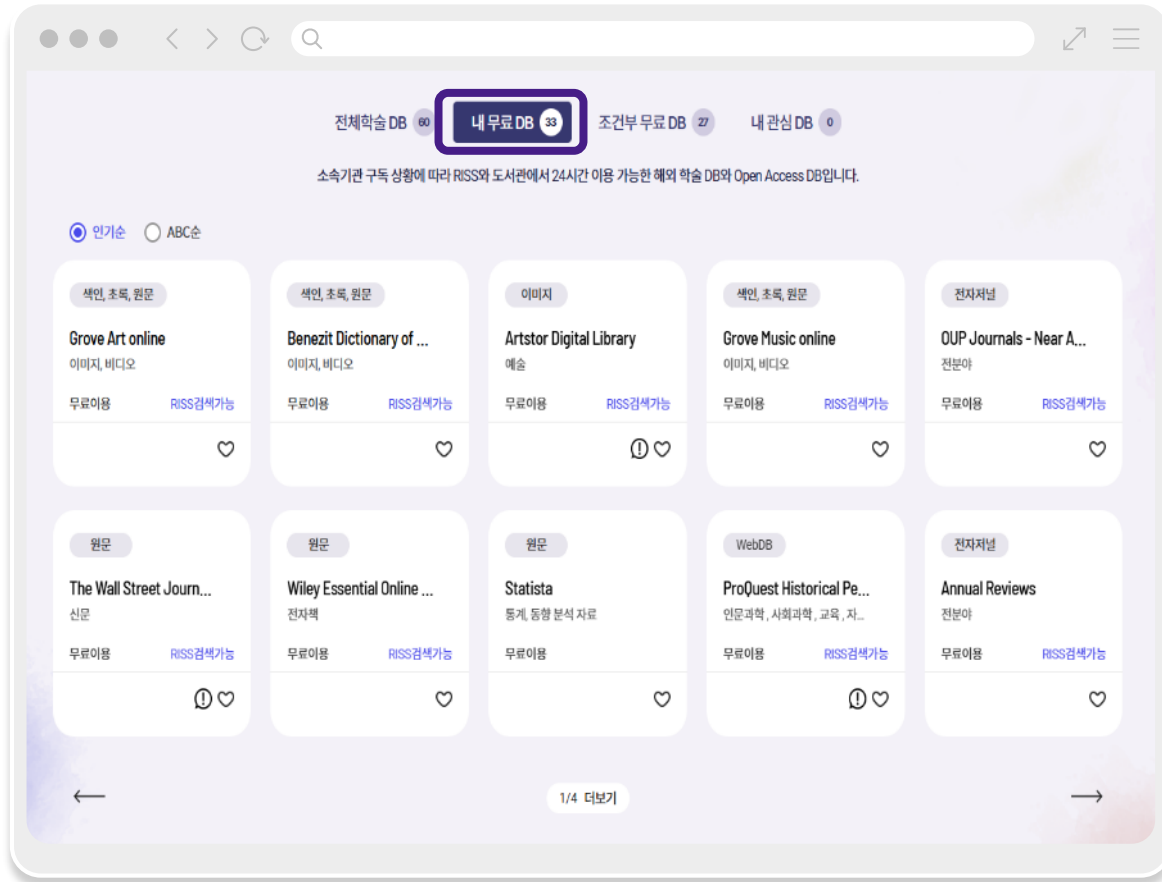 전체학술 DB 60 내 무료 DB 33 조건부 무료 DB 27 내 관심 DB 0
소속기관 구독 상황에 따라 RISS와 도서관에서 24시간 이용 가능한 해외 학술 DB와 Open Access DB입니다.
인기순 ABC순
색인, 초록, 원문
Grove Art online
이미지, 비디오
무료이용 RISS검색가능
색인, 초록, 원문
Benezit Dictionary of ...
이미지, 비디오
무료이용 RISS검색가능
이미지
Artstor Digital Library
예술
무료이용 RISS검색가능
색인, 초록, 원문
Grove Music online
이미지, 비디오
무료이용 RISS검색가능
전자저널
OUP Journals - Near A...
전분야
무료이용 RISS검색가능
원문
The Wall Street Journ...
신문
무료이용 RISS검색가능
원문
Wiley Essential Online ...
전자책
무료이용 RISS검색가능
원문
Statista
통계, 동향 분석 자료
무료이용
WebDB
ProQuest Historical Pe...
인문과학 , 사회과학 , 교육 , 자...
무료이용 RISS검색가능
전자저널
Annual Reviews
전분야
무료이용 RISS검색가능
1/4 더보기